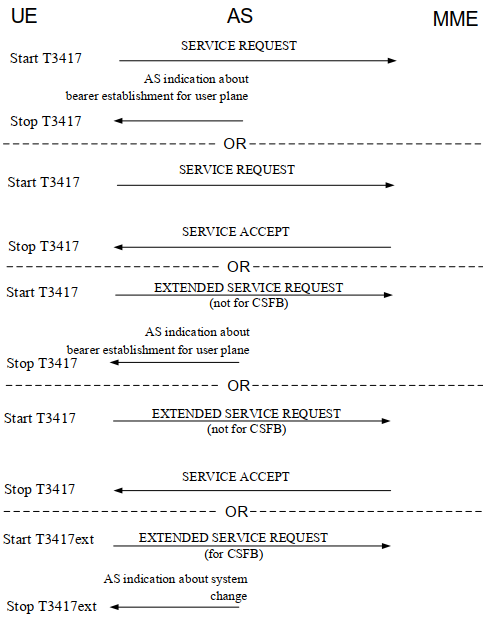 UE AS MME
SERVICE REQUEST
Start T3417
AS indication about
bearer establishment for user plane
Stop T3417
OR
SERVICE REQUEST
Start T3417
SERVICE ACCEPT
Stop T3417
OR
Start T3417 EXTENDED SERVICE REQUEST
(not for CSFB)
AS indication about
bearer establishment for user plane
Stop T3417
OR
Start T3417 EXTENDED SERVICE REQUEST
(not for CSFB)
SERVICE ACCEPT
Stop T3417
OR
Start T3417ext EXTENDED SERVICE REQUEST
(for CSFB)
AS indication about system
change
Stop T3417ext